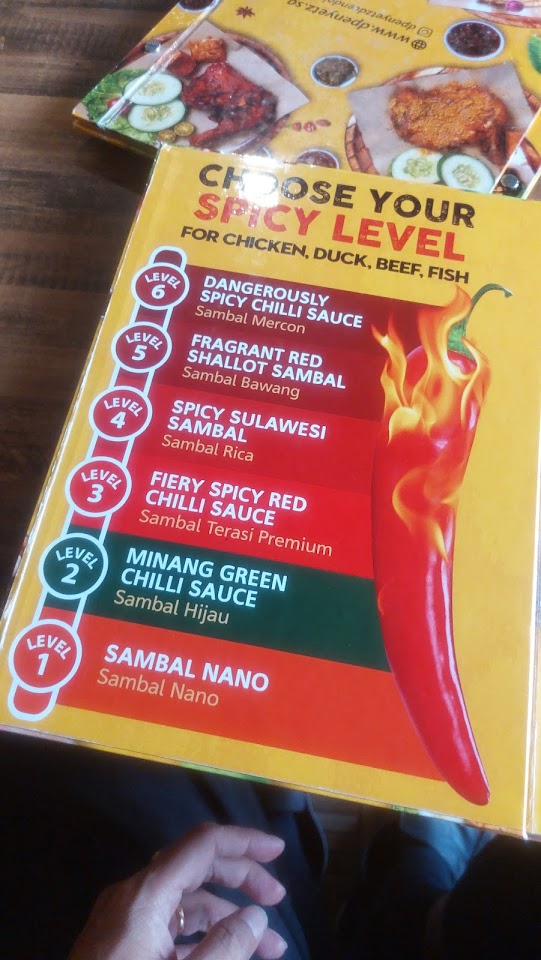 www.dpenyetz.sg
CHOOSE YOUR
SPICY LEVEL
FOR CHICKEN, DUCK, BEEF, FISH
LEVEL
6
DANGEROUSLY
SPICY CHILLI SAUCE
Sambal Mercon
LEVEL
5
FRAGRANT RED
SHALLOT SAMBAL
Sambal Bawang
LEVEL
4
SPICY SULAWESI
SAMBAL
Sambal Rica
LEVEL
3
FIERY SPICY RED
CHILLI SAUCE
Sambal Terasi Premium
LEVEL
2
MINANG GREEN
CHILLI SAUCE
Sambal Hijau
LEVEL
1
SAMBAL NANO
Sambal Nano